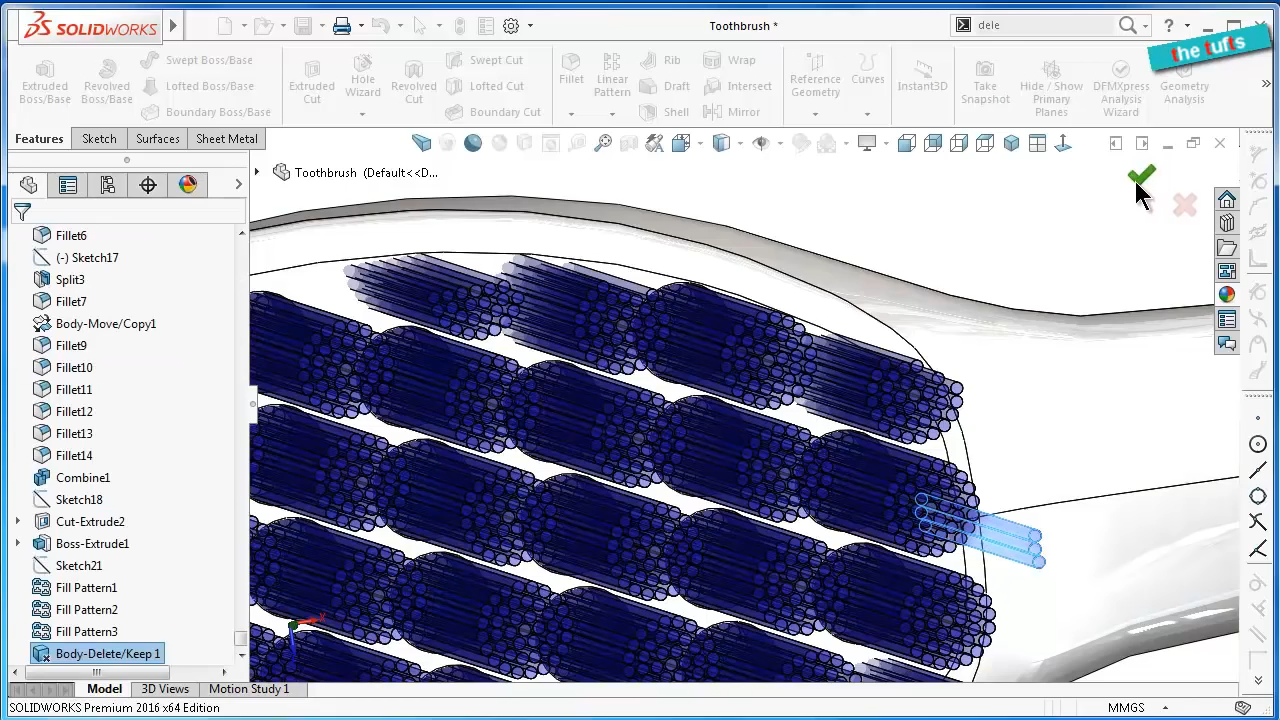 SOLIDWORKS
Toothbrush *
dele
?
the tufts
Extruded Boss/Base
Revolved Boss/Base
Swept Boss/Base
Lofted Boss/Base
Boundary Boss/Base
Extruded Cut
Hole Wizard
Revolved Cut
Swept Cut
Lofted Cut
Boundary Cut
Fillet
Linear Pattern
Rib
Draft
Shell
Wrap
Intersect
Mirror
Reference Geometry
Curves
Instant3D
Take Snapshot
Hide / Show Primary Planes
DFMXpress Analysis Wizard
Geometry Analysis
Features
Sketch
Surfaces
Sheet Metal
Toothbrush (Default<<D...
Fillet6
(-) Sketch17
Split3
Fillet7
Body-Move/Copy1
Fillet9
Fillet10
Fillet11
Fillet12
Fillet13
Fillet14
Combine1
Sketch18
Cut-Extrude2
Boss-Extrude1
Sketch21
Fill Pattern1
Fill Pattern2
Fill Pattern3
Body-Delete/Keep 1
Model
3D Views
Motion Study 1
SOLIDWORKS Premium 2016 x64 Edition
MMGS